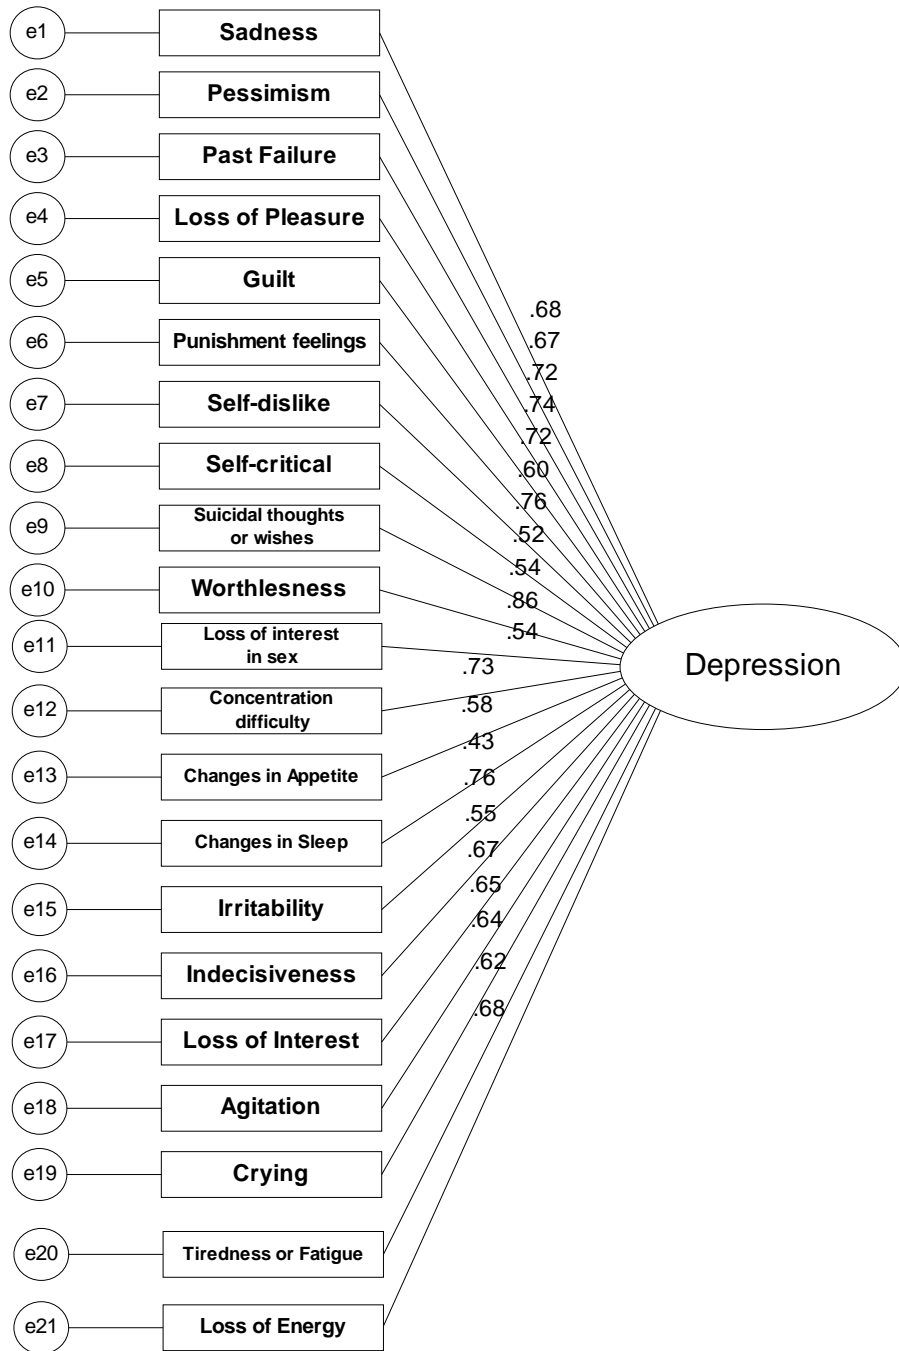 e1
Sadness
e2
Pessimism
e3
Past Failure
e4
Loss of Pleasure
e5
Guilt
e6
Punishment feelings
e7
Self-dislike
e8
Self-critical
e9
Suicidal thoughts
or wishes
e10
Worthlesness
e11
Loss of interest
in sex
e12
Concentration
difficulty
e13
Changes in Appetite
e14
Changes in Sleep
e15
Irritability
e16
Indecisiveness
e17
Loss of Interest
e18
Agitation
e19
Crying
e20
Tiredness or Fatigue
e21
Loss of Energy
.68
.67
.72
.74
.72
.60
.76
.52
.54
.86
.54
.73
.58
.43
.76
.55
.67
.65
.64
.62
.68
Depression